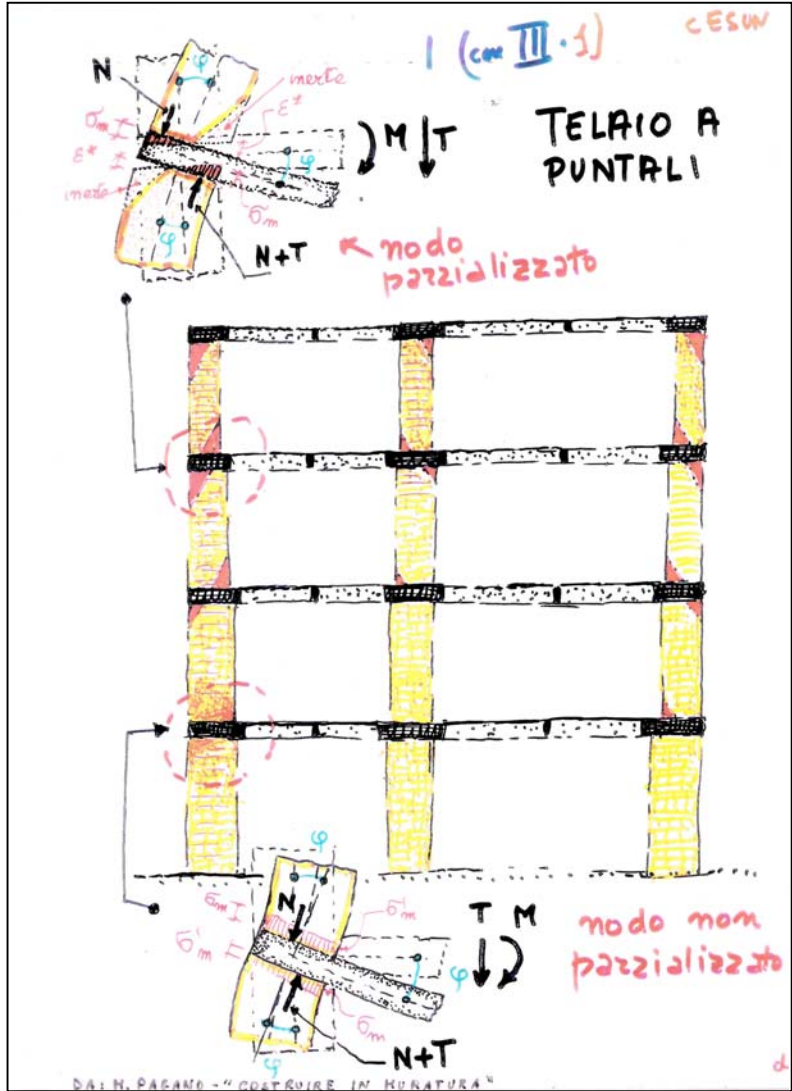 CESUN
1 (con III.1)
TELAIO A
PUNTALI
N
φ
inerte
σm
ε*
M T
ε*
φ
inerte
σm
φ
N+T
nodo
parzializzato
φ
N
σm
σ'm
T M
nodo non
parzializzato
σ'm
φ
σm
N+T
φ
d
DA: M. PAGANO - "COSTRUIRE IN MURATURA"